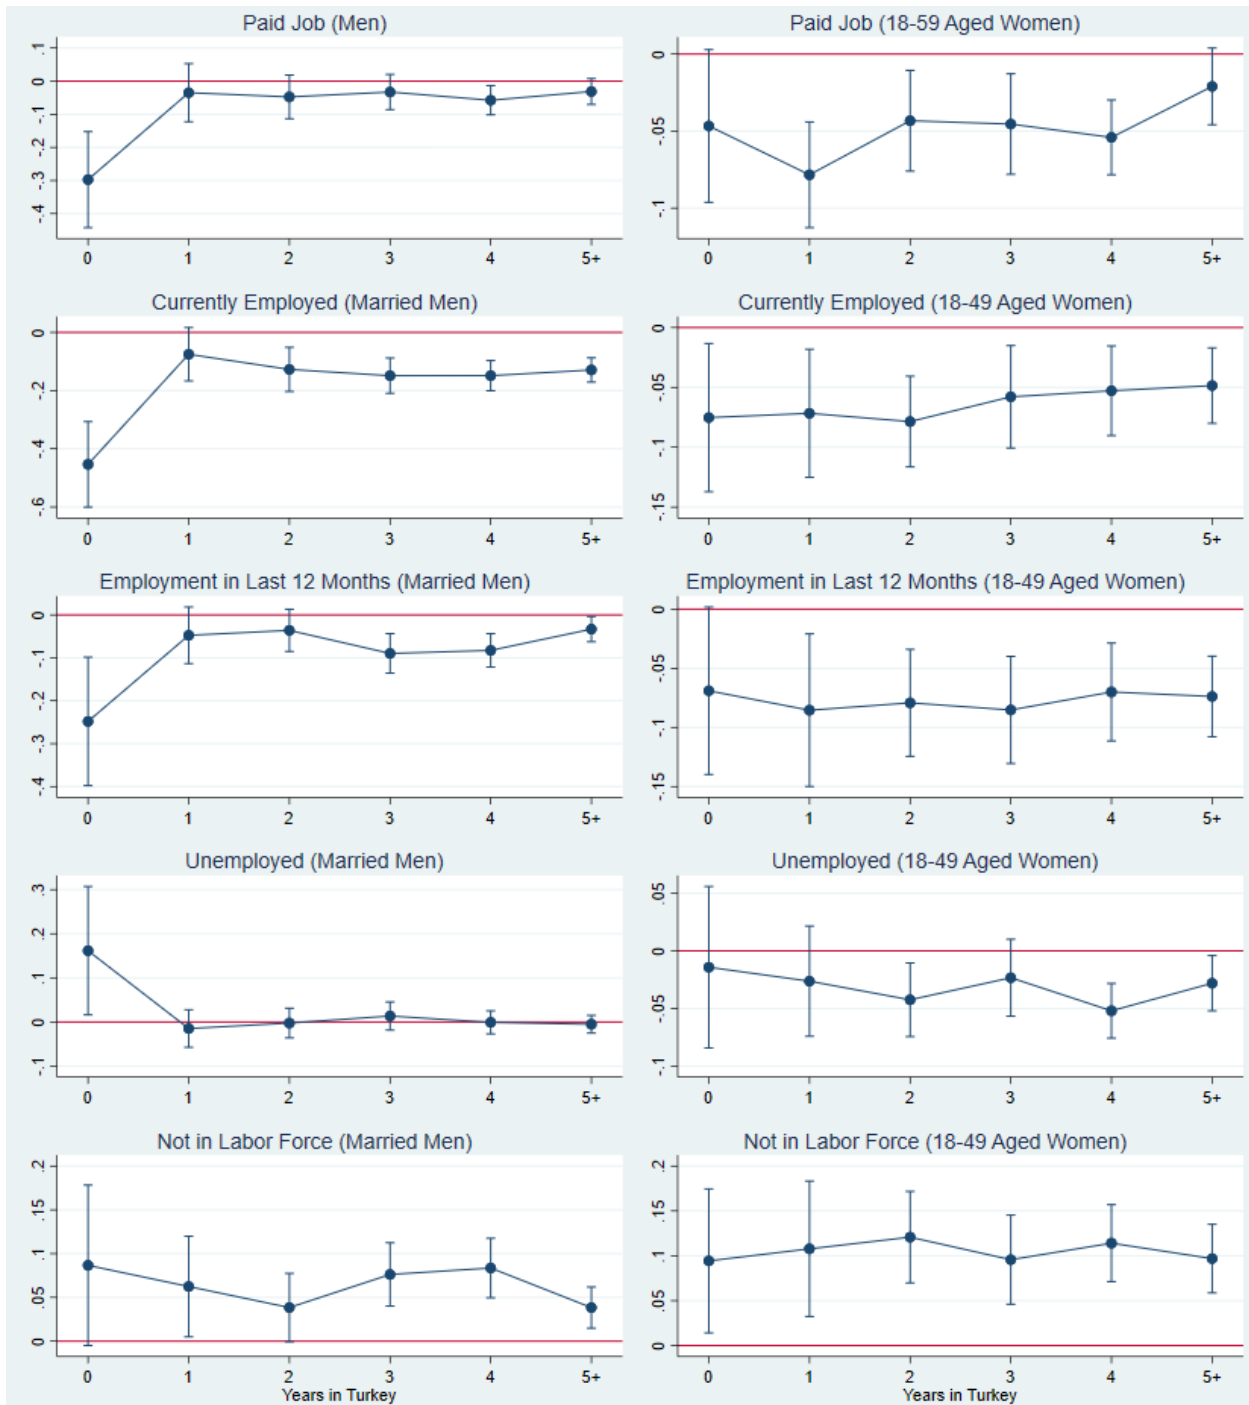 Paid Job (Men)
.1
0
-.1
-.2
-.3
-.4
0 1 2 3 4 5+
Paid Job (18-59 Aged Women)
0
-.05
-.1
0 1 2 3 4 5+
Currently Employed (Married Men)
0
-.2
-.4
-.6
0 1 2 3 4 5+
Currently Employed (18-49 Aged Women)
0
-.05
-.1
-.15
0 1 2 3 4 5+
Employment in Last 12 Months (Married Men)
0
-.1
-.2
-.3
-.4
0 1 2 3 4 5+
Employment in Last 12 Months (18-49 Aged Women)
0
-.05
-.1
-.15
0 1 2 3 4 5+
Unemployed (Married Men)
.3
.2
.1
0
-.1
0 1 2 3 4 5+
Unemployed (18-49 Aged Women)
.05
0
-.05
-.1
0 1 2 3 4 5+
Not in Labor Force (Married Men)
.2
.15
.1
.05
0
0 1 2 3 4 5+
Years in Turkey
Not in Labor Force (18-49 Aged Women)
.2
.15
.1
.05
0
0 1 2 3 4 5+
Years in Turkey